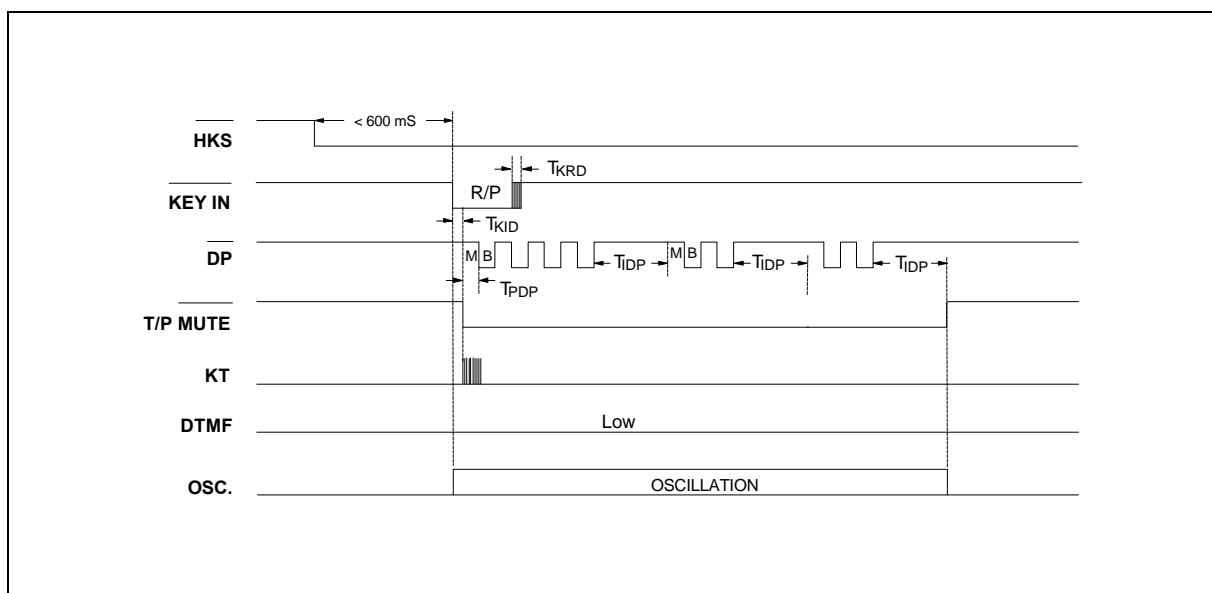 < 600 mS
HKS
TKRD
KEY IN
R/P
TKID
DP
M B
TIDP
M B
TIDP
TIDP
TPDP
T/P MUTE
KT
DTMF
Low
OSC.
OSCILLATION